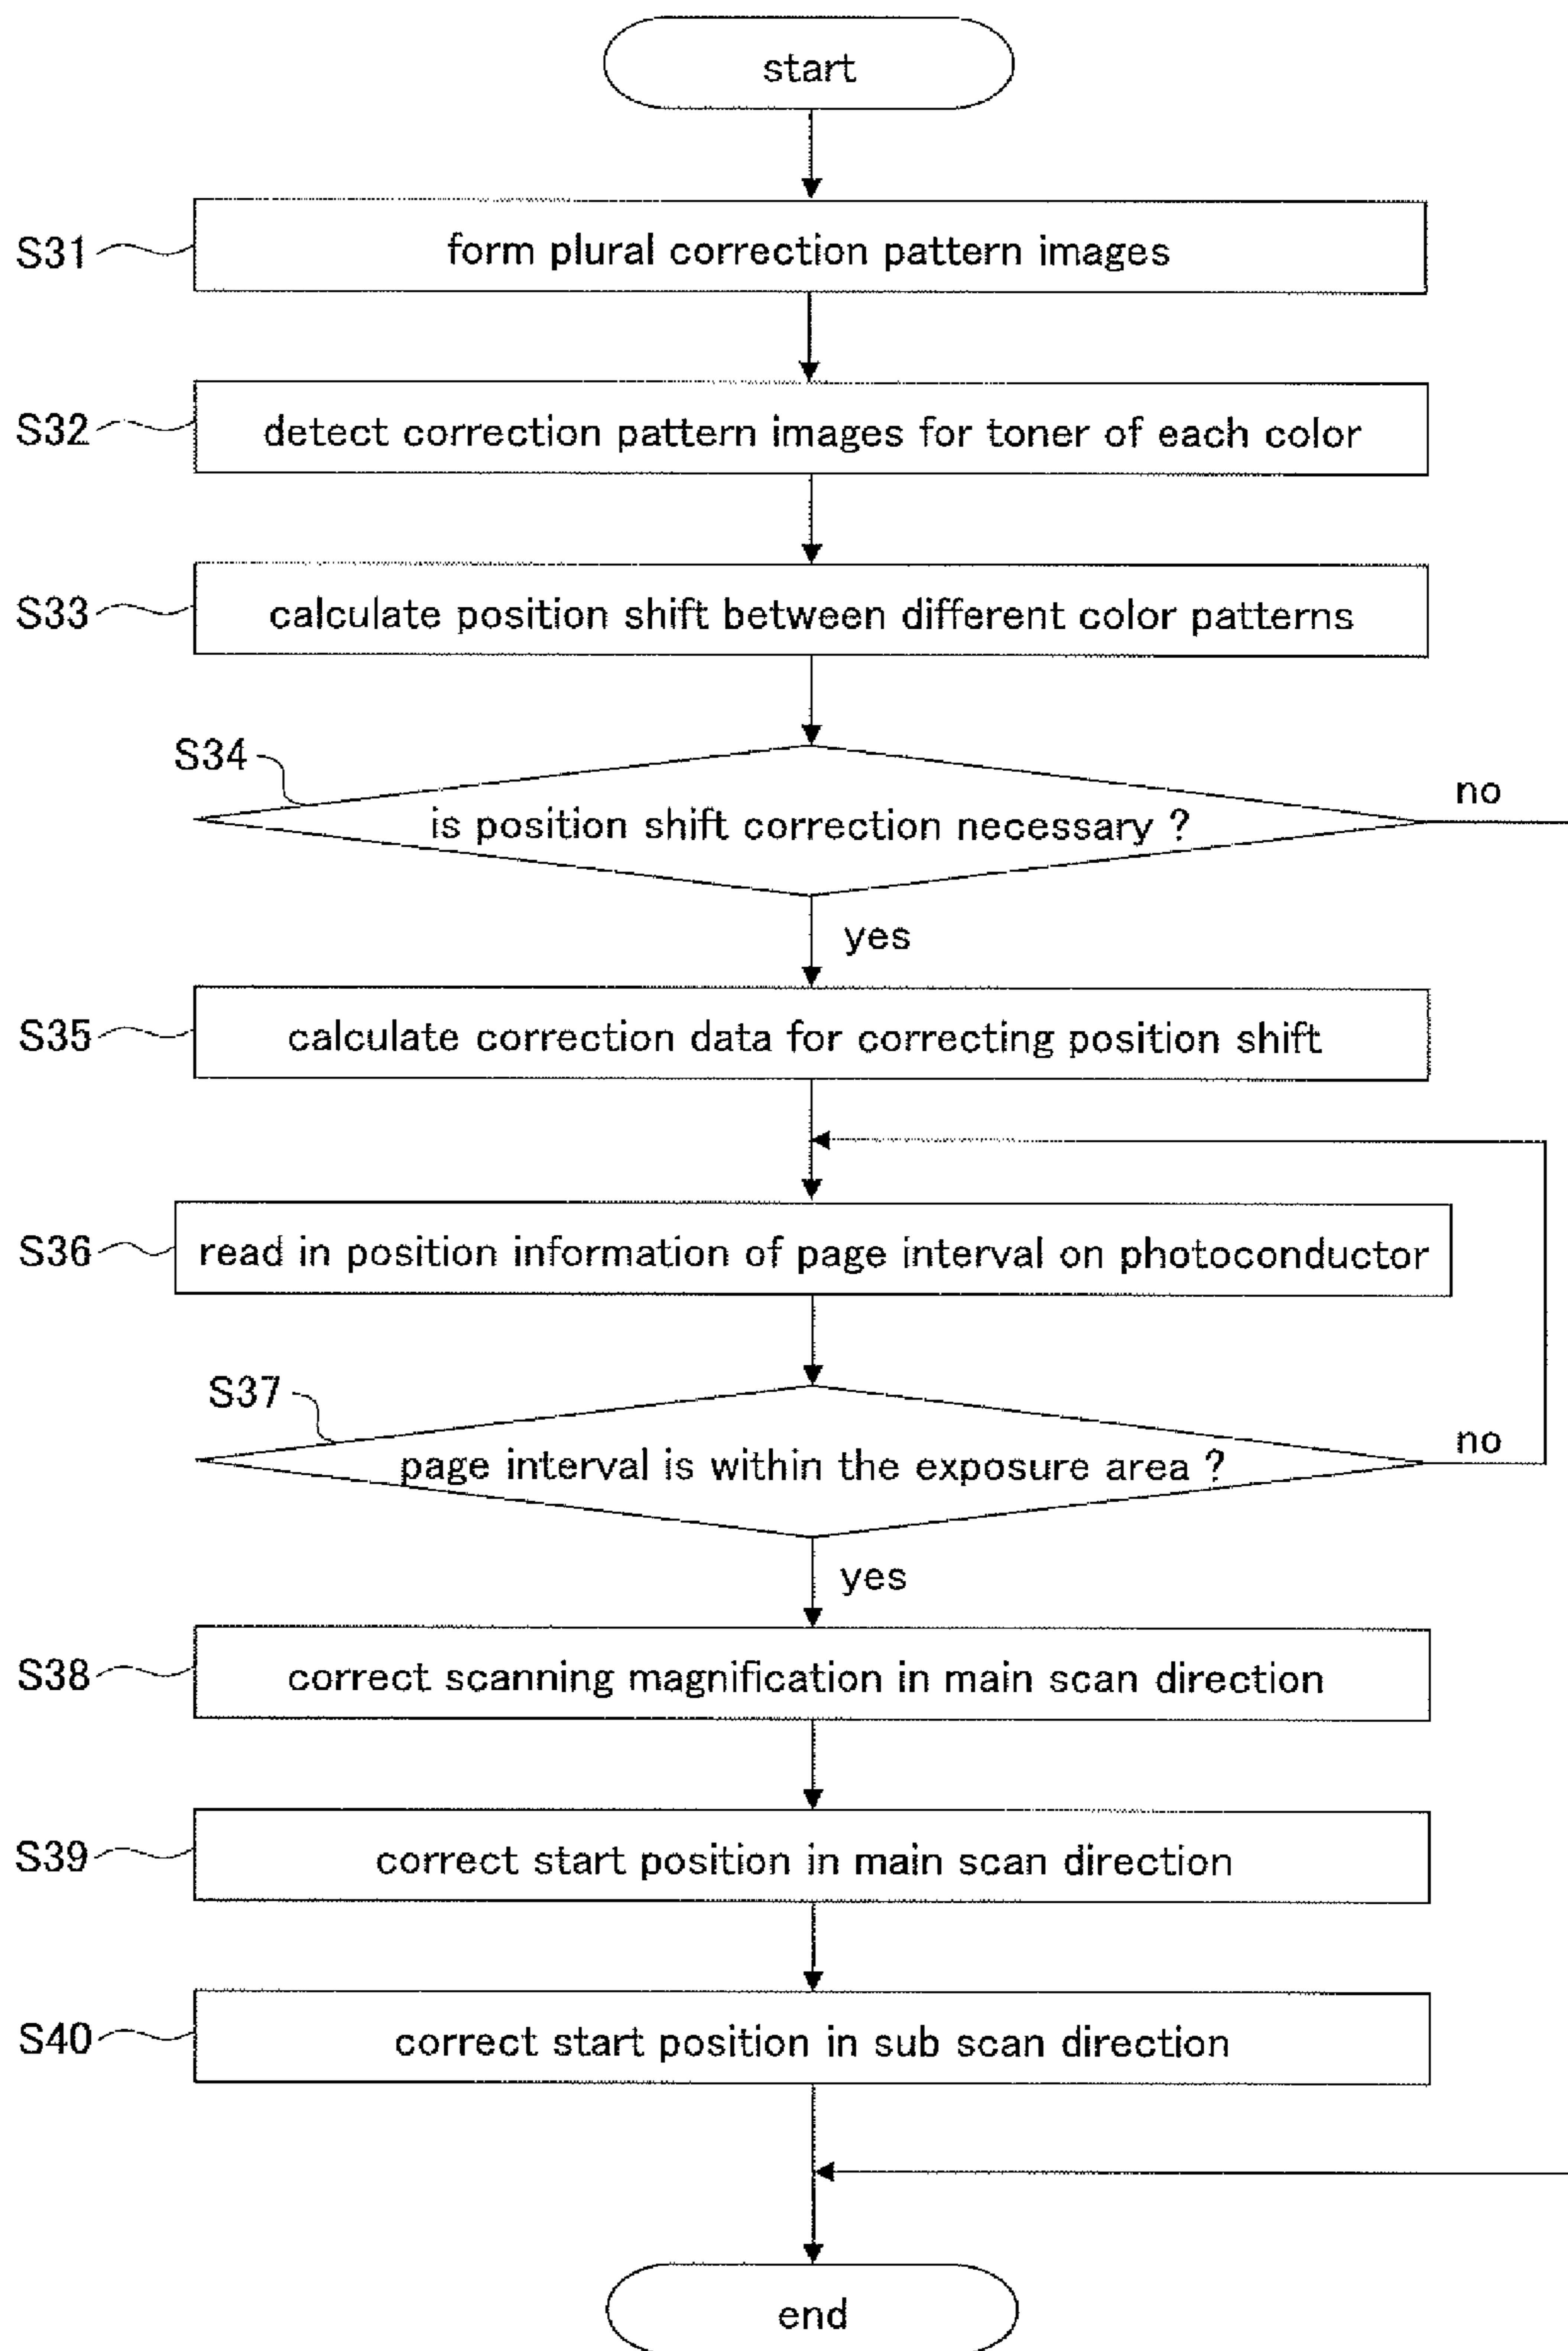 start
S31
form plural correction pattern images
S32
detect correction pattern images for toner of each color
S33
calculate position shift between different color patterns
S34
no
is position shift correction necessary ?
yes
S35
calculate correction data for correcting position shift
S36
read in position information of page interval on photoconductor
S37
no
page interval is within the exposure area ?
yes
S38
correct scanning magnification in main scan direction
S39
correct start position in main scan direction
S40
correct start position in sub scan direction
end